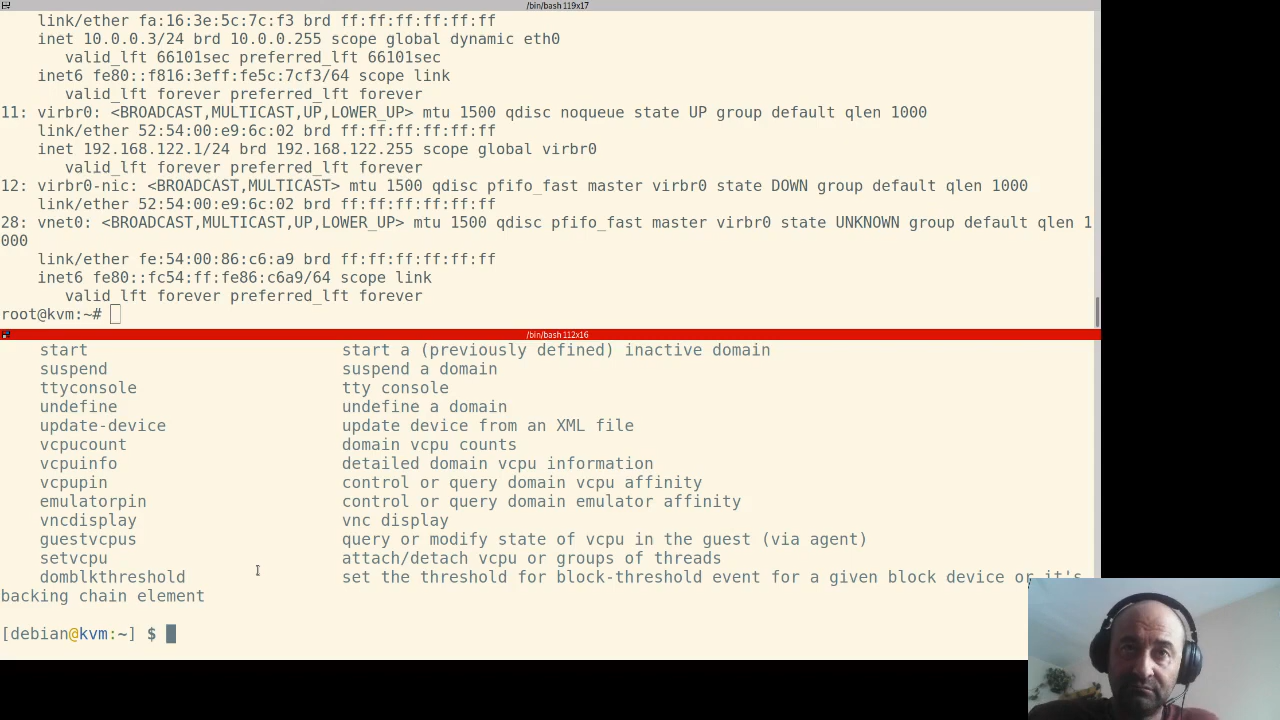 /bin/bash 119x17
link/ether fa:16:3e:5c:7c:f3 brd ff:ff:ff:ff:ff:ff
inet 10.0.0.3/24 brd 10.0.0.255 scope global dynamic eth0
valid_lft 66101sec preferred_lft 66101sec
inet6 fe80::f816:3eff:fe5c:7cf3/64 scope link
valid_lft forever preferred_lft forever
11: virbr0: <BROADCAST,MULTICAST,UP,LOWER_UP> mtu 1500 qdisc noqueue state UP group default qlen 1000
link/ether 52:54:00:e9:6c:02 brd ff:ff:ff:ff:ff:ff
inet 192.168.122.1/24 brd 192.168.122.255 scope global virbr0
valid_lft forever preferred_lft forever
12: virbr0-nic: <BROADCAST,MULTICAST> mtu 1500 qdisc pfifo_fast master virbr0 state DOWN group default qlen 1000
link/ether 52:54:00:e9:6c:02 brd ff:ff:ff:ff:ff:ff
28: vnet0: <BROADCAST,MULTICAST,UP,LOWER_UP> mtu 1500 qdisc pfifo_fast master virbr0 state UNKNOWN group default qlen 1
000
link/ether fe:54:00:86:c6:a9 brd ff:ff:ff:ff:ff:ff
inet6 fe80::fc54:ff:fe86:c6a9/64 scope link
valid_lft forever preferred_lft forever
root@kvm:~#
/bin/bash 112x16
start start a (previously defined) inactive domain
suspend suspend a domain
ttyconsole tty console
undefine undefine a domain
update-device update device from an XML file
vcpucount domain vcpu counts
vcpuinfo detailed domain vcpu information
vcpupin control or query domain vcpu affinity
emulatorpin control or query domain emulator affinity
vncdisplay vnc display
guestvcpus query or modify state of vcpu in the guest (via agent)
setvcpu attach/detach vcpu or groups of threads
domblkthreshold set the threshold for block-threshold event for a given block device or it's
backing chain element
[debian@kvm:~] $